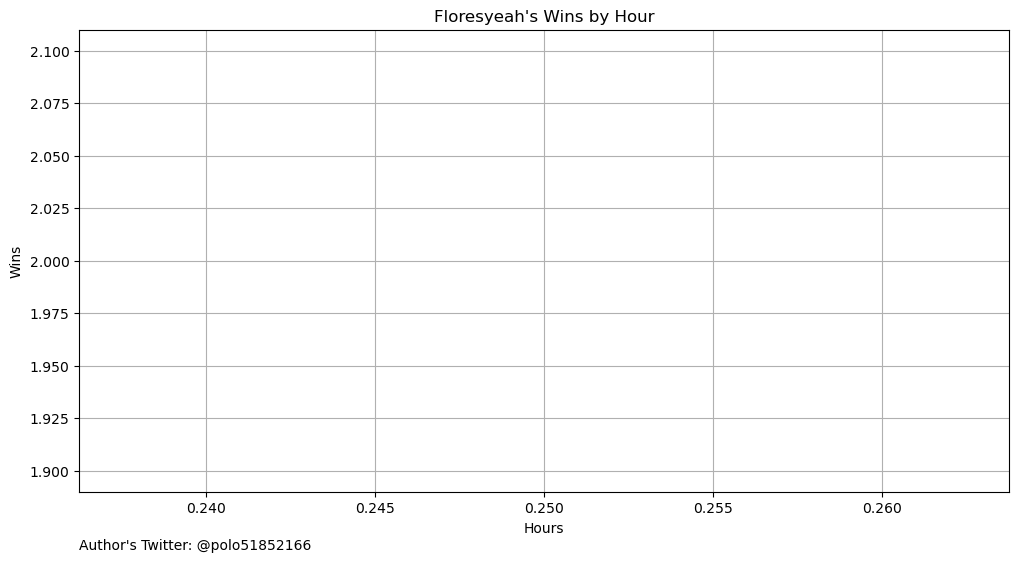 Floresyeah's Wins by Hour
2.100
2.075
2.050
2.025
2.000
1.975
1.950
1.925
1.900
Wins
0.240 0.245 0.250 0.255 0.260
Hours
Author's Twitter: @polo51852166